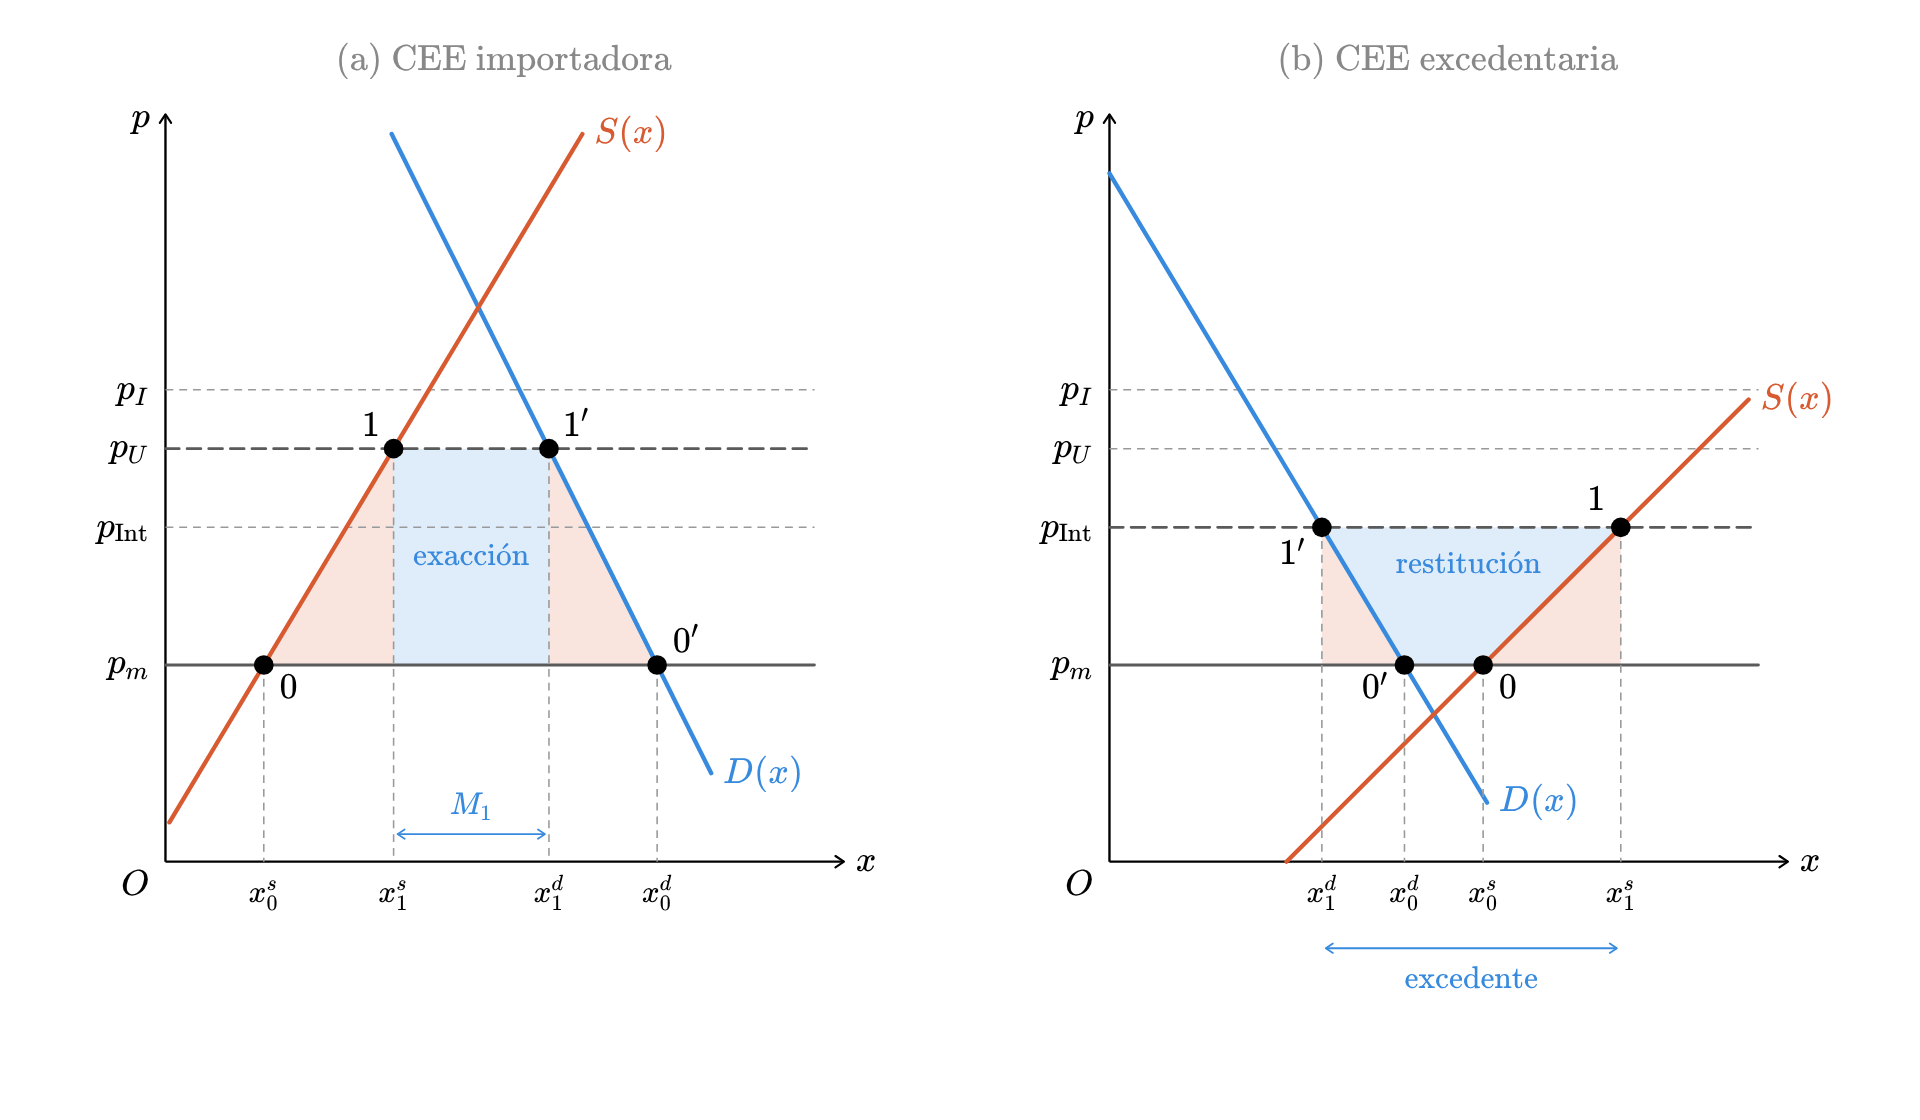 (a) CEE importadora
p
S(x)
p_I
1
1′
p_U
p_Int
exacción
0′
p_m
0
D(x)
M_1
x
O
x_0^s
x_1^s
x_1^d
x_0^d
(b) CEE excedentaria
p
p_I
S(x)
p_U
1
p_Int
1′
restitución
p_m
0′
0
D(x)
x
O
x_1^d
x_0^d
x_0^s
x_1^s
excedente